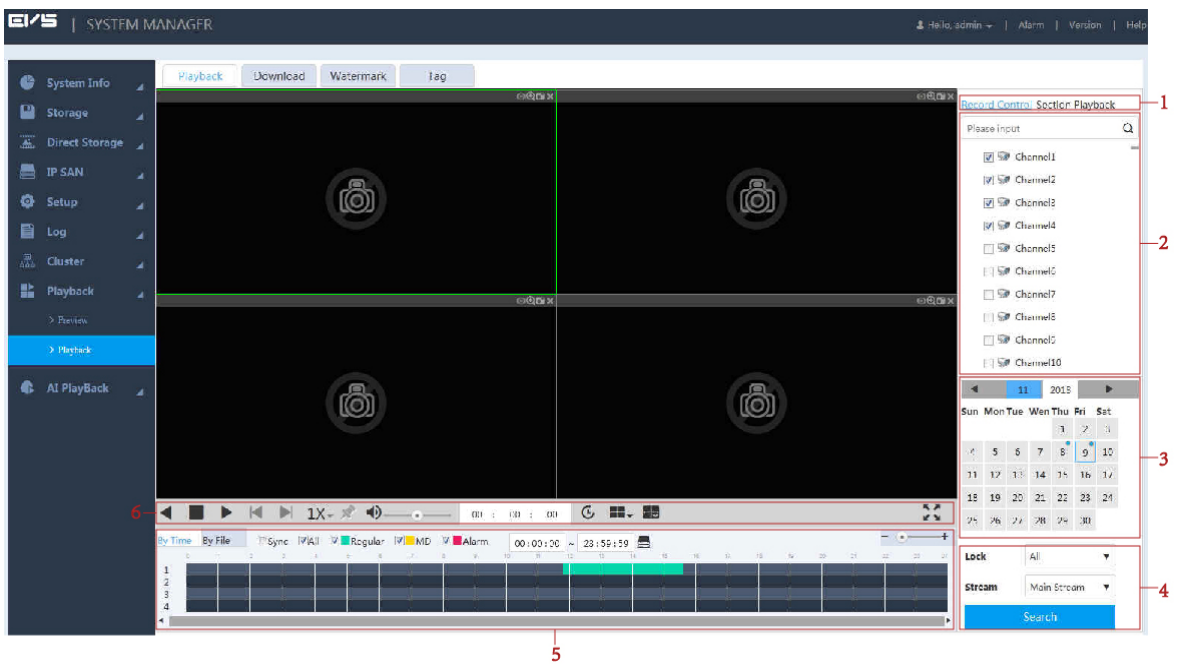 EVS | SYSTEM MANAGER
Hello, admin | Alarm | Version | Help
System Info
Storage
Direct Storage
IP SAN
Setup
Log
Cluster
Playback
> Preview
> Playback
AI PlayBack
Playback Download Watermark Tag
Record Control Section Playback
1
Please input
Channel1
Channel2
Channel3
Channel4
Channel5
Channel6
Channel7
Channel8
Channel9
Channel10
2
11 2018
Sun Mon Tue Wen Thu Fri Sat
1 2 3
4 5 6 7 8 9 10
11 12 13 14 15 16 17
18 19 20 21 22 23 24
25 26 27 28 29 30
3
6
1X 00 : 00 : 00
By Time By File Sync All Regular MD Alarm 00:00:00 ~ 23:59:59
1
2
3
4
5
Lock All
Stream Main Stream
Search
4